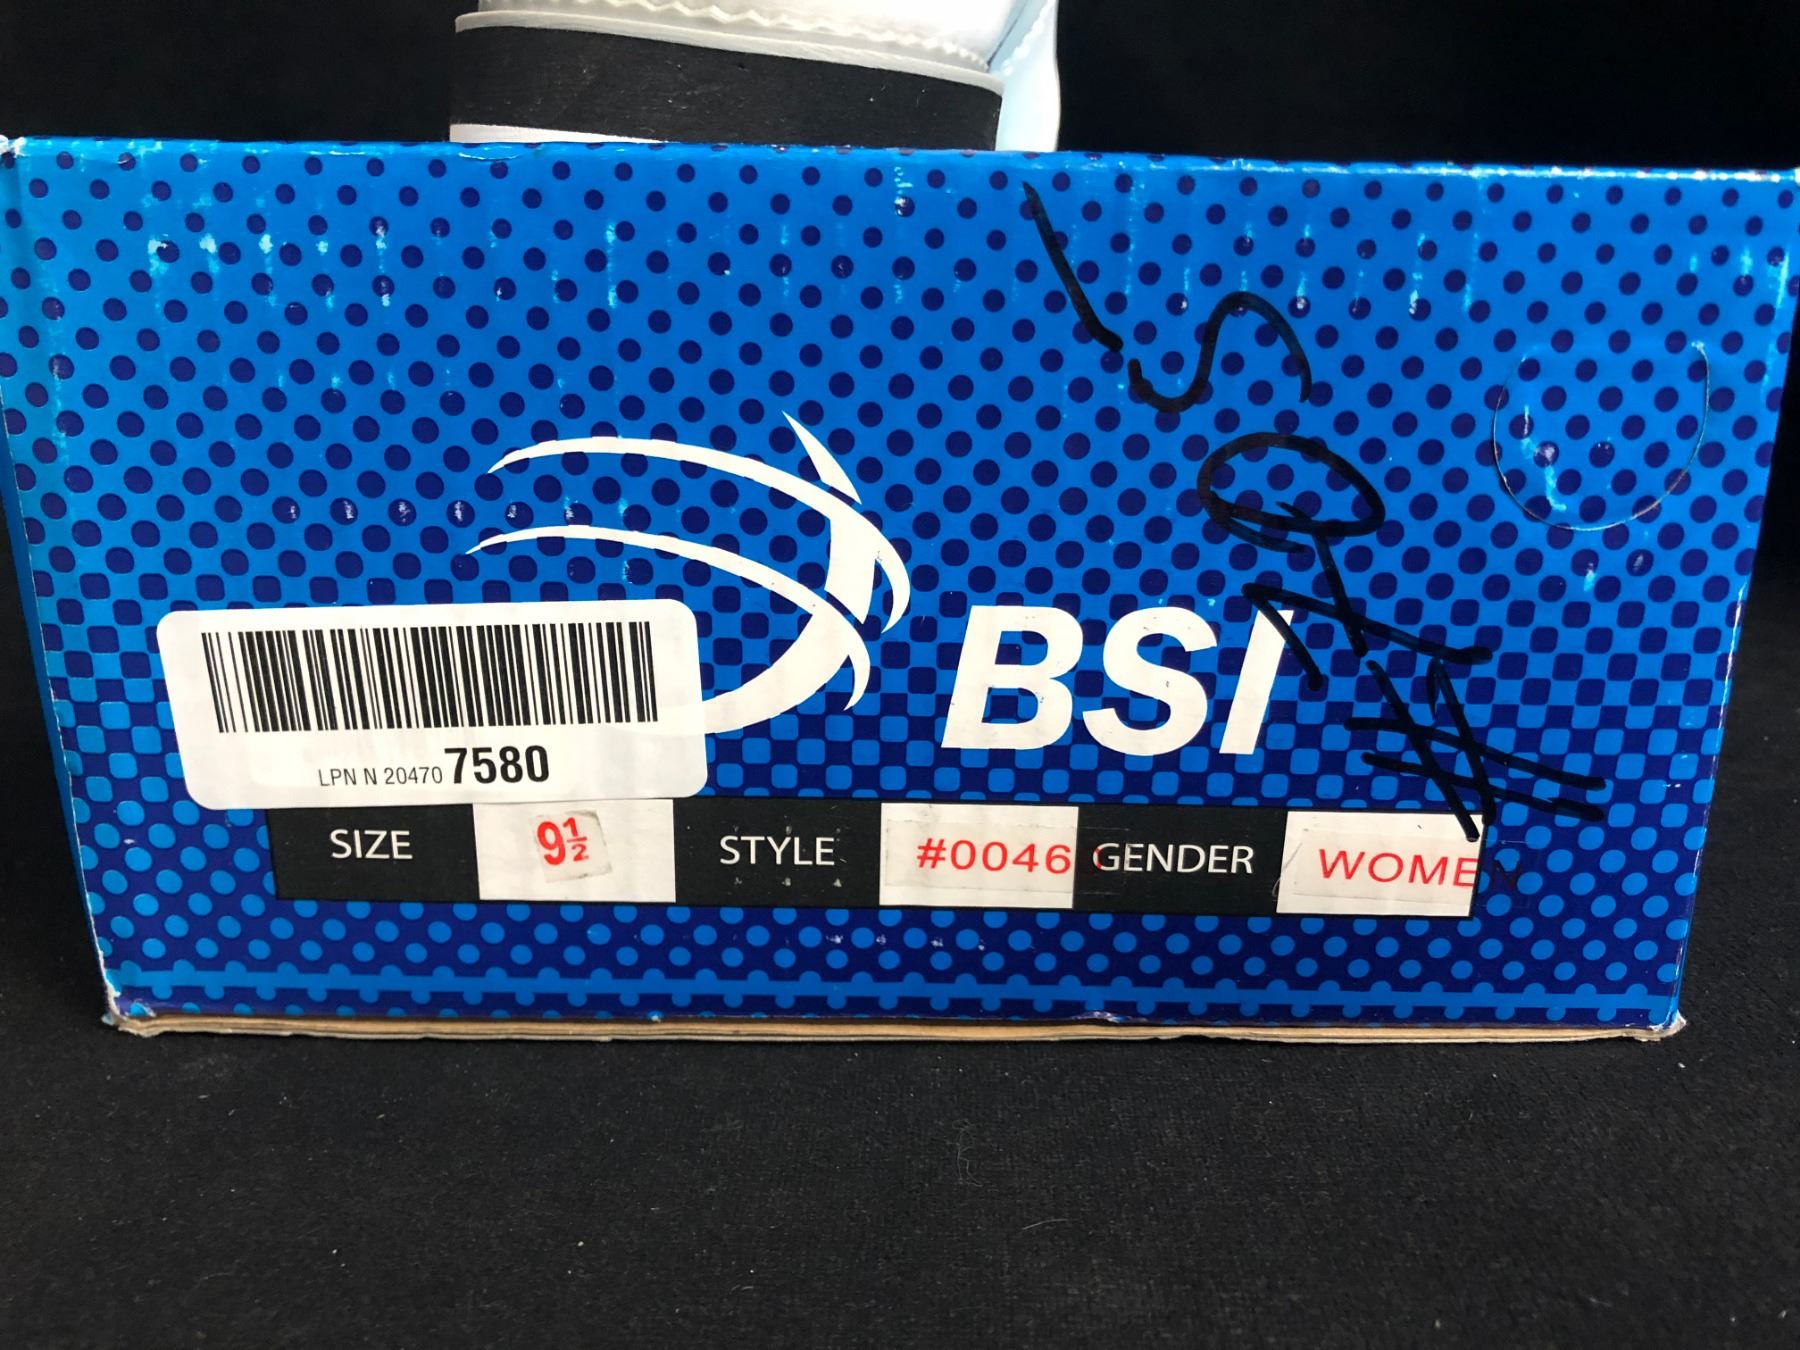 BSI
LPN N 20470 7580
SIZE 9½ STYLE #0046 GENDER WOMEN